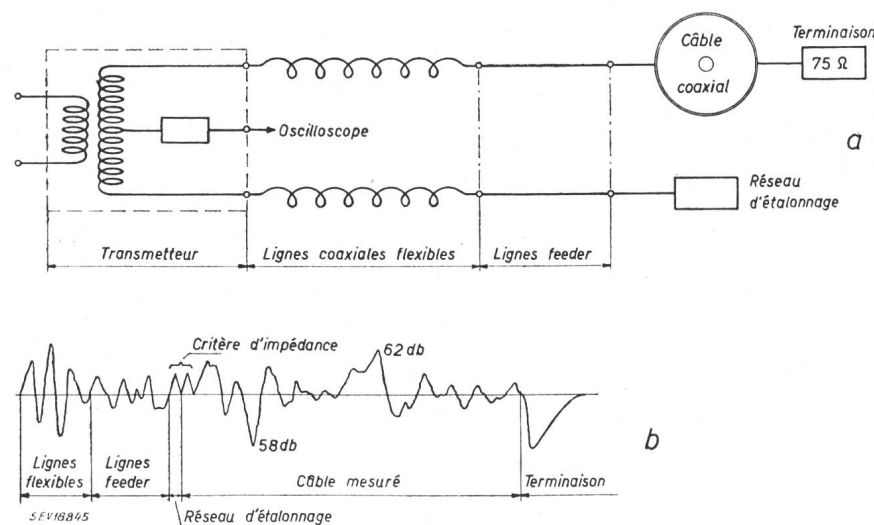 Câble
coaxial
Terminaison
75 Ω
Oscilloscope
a
Réseau
d'étalonnage
Transmetteur
Lignes coaxiales flexibles
Lignes feeder
Critère d'impédance
62 db
58 db
b
Lignes
flexibles
Lignes
feeder
Câble mesuré
Terminaison
SEV18845
Réseau d'étalonnage